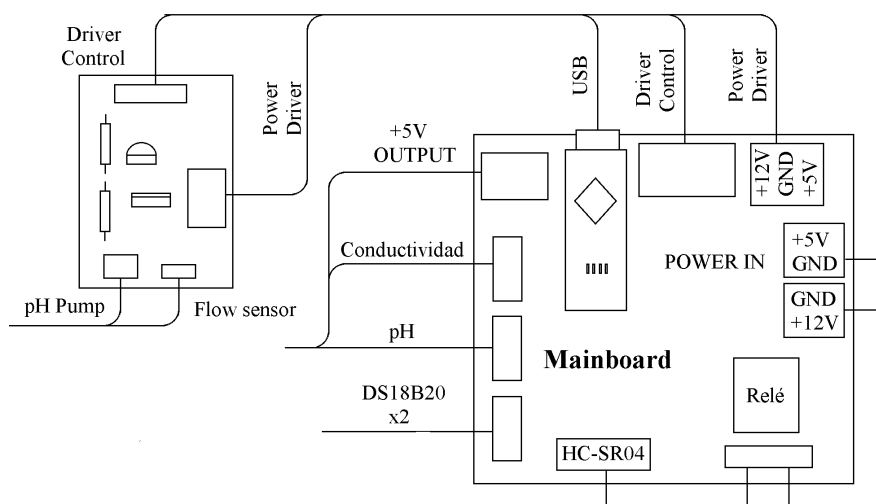 Driver
Control
Power
Driver
USB
Driver
Control
Power
Driver
+5V
OUTPUT
+12V
GND
+5V
Conductividad
POWER IN
+5V
GND
GND
+12V
pH Pump
Flow sensor
pH
Mainboard
DS18B20
x2
Relé
HC-SR04